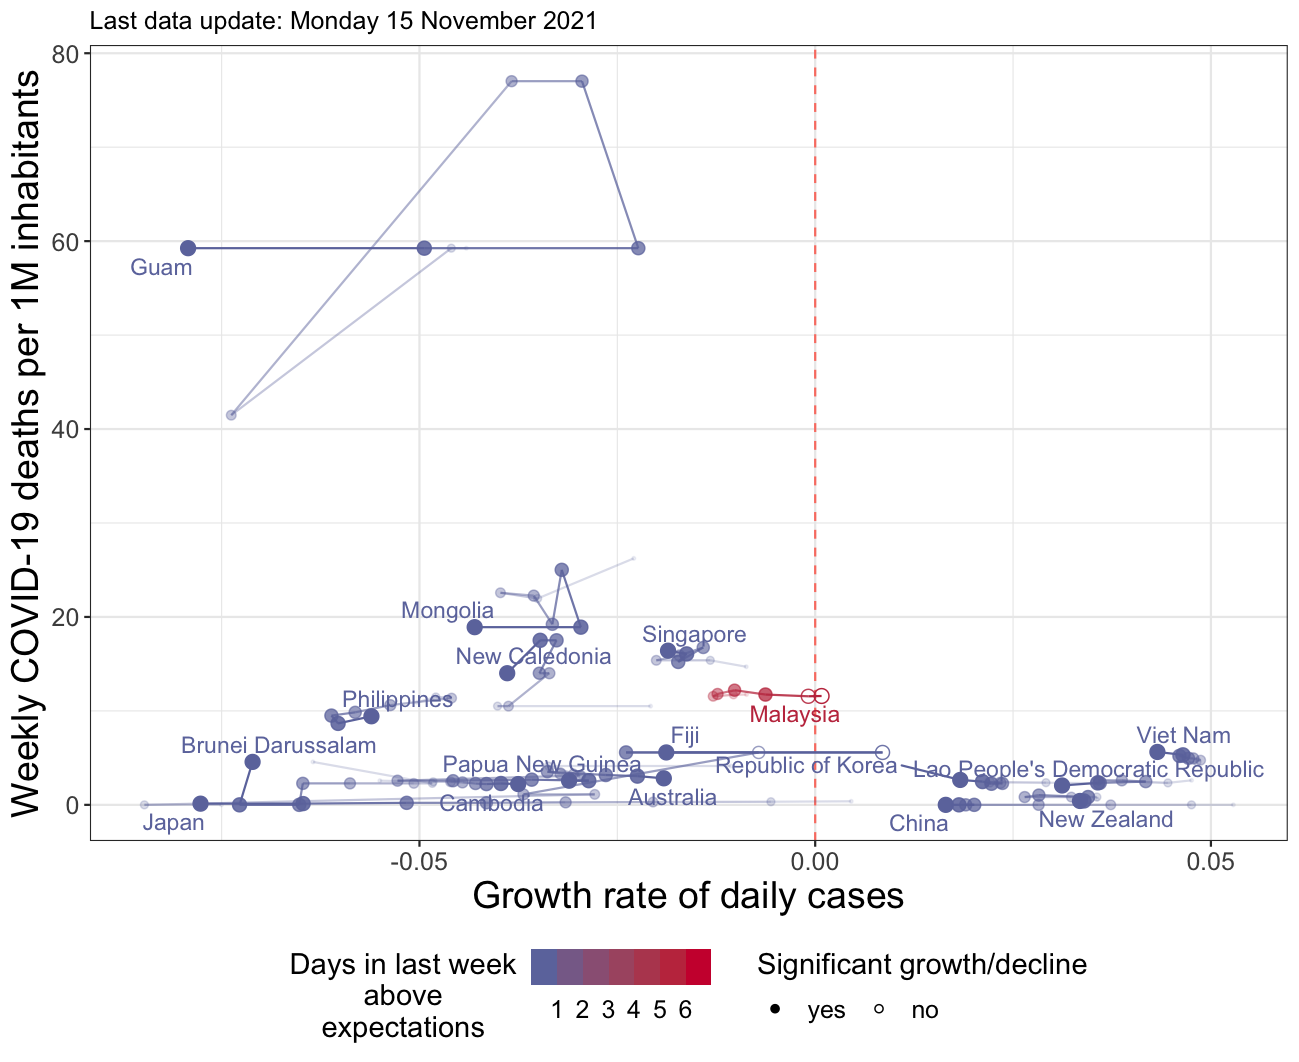 Last data update: Monday 15 November 2021
Weekly COVID-19 deaths per 1M inhabitants
80
60
40
20
0
Guam
Mongolia
New Caledonia
Singapore
Philippines
Malaysia
Brunei Darussalam
Fiji
Viet Nam
Papua New Guinea
Republic of Korea
Lao People's Democratic Republic
Cambodia
Australia
Japan
China
New Zealand
-0.05
0.00
0.05
Growth rate of daily cases
Days in last week
above
expectations
1 2 3 4 5 6
Significant growth/decline
yes
no